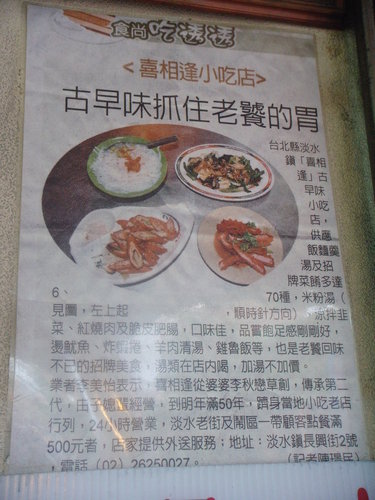 食尚吃透透
<喜相逢小吃店>
古早味抓住老饕的胃
台北縣淡水
鎮「喜相
逢」古
早味
小吃
店，
供應
飯麵羹
湯及招
牌菜餚多達
6、70種，米粉湯（
見圖，左上起，順時針方向），涼拌韭
菜、紅燒肉及脆皮肥腸，口味佳，品嘗飽足感剛剛好，
燙魷魚、炸蝦捲、羊肉清湯、雞魯飯等，也是老饕回味
不已的招牌美食，湯類在店內喝，加湯不加價。
業者李美怡表示，喜相逢從婆婆李秋戀草創，傳承第二
代，由子媳
經營，到明年滿50年，躋身當地小吃老店
行列，24小時營業，淡水老街及鬧區一帶顧客點餐滿
500元者，店家提供外送服務；地址：淡水鎮長興街2號
，電話（02）26250027。
（記者陳瑞民）